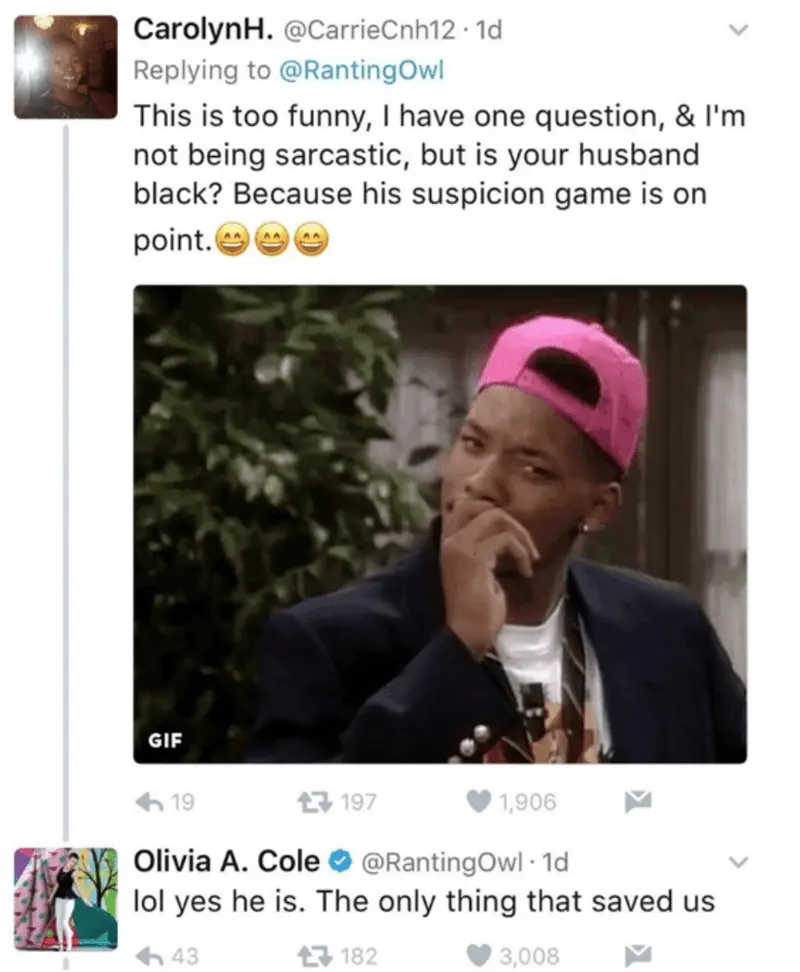 CarolynH. @CarrieCnh12 · 1d
Replying to @RantingOwl
This is too funny, I have one question, & I'm
not being sarcastic, but is your husband
black? Because his suspicion game is on
point.😄😄😄
GIF
19 197 1,906
Olivia A. Cole @RantingOwl · 1d
lol yes he is. The only thing that saved us
43 182 3,008